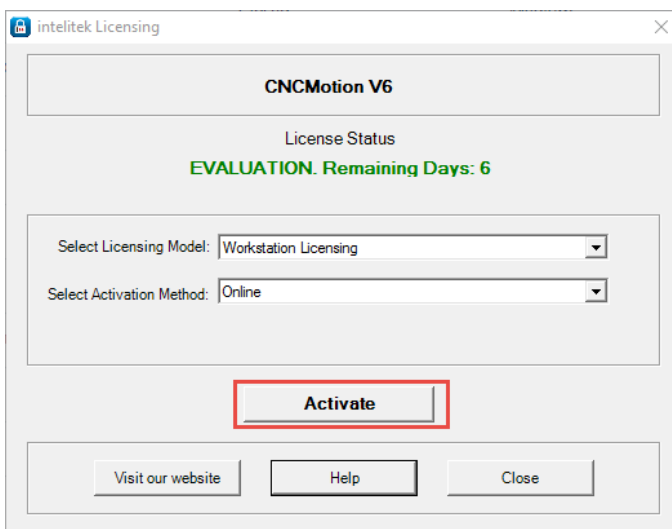 intelitek Licensing
CNCMotion V6
License Status
EVALUATION. Remaining Days: 6
Select Licensing Model: Workstation Licensing
Select Activation Method: Online
Activate
Visit our website Help Close